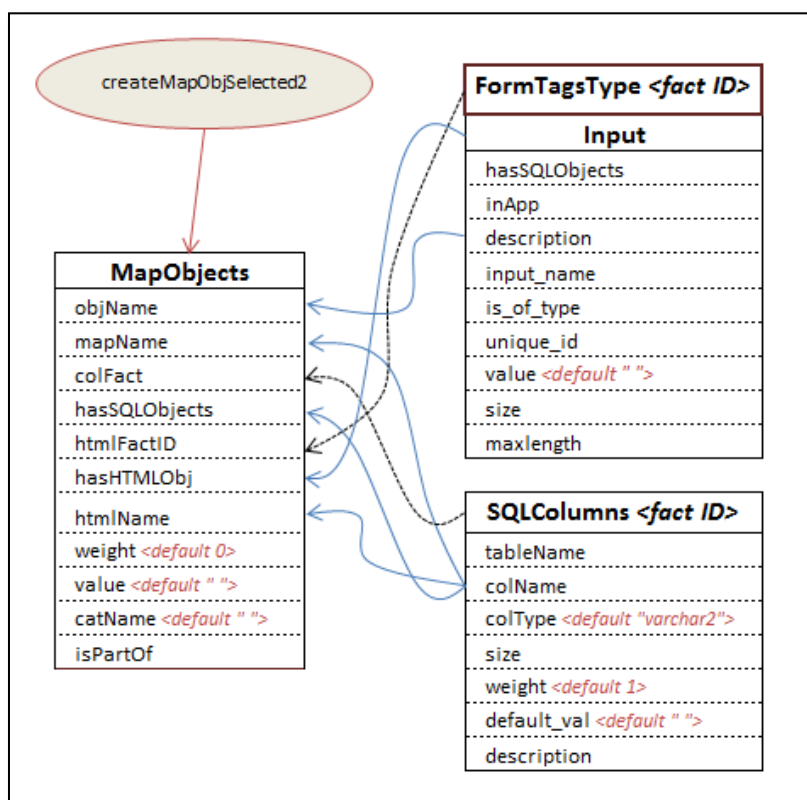 createMapObjSelected2
MapObjects
objName
mapName
colFact
hasSQLObjects
htmlFactID
hasHTMLObj
htmlName
weight <default 0>
value <default " ">
catName <default " ">
isPartOf
FormTagsType <fact ID>
Input
hasSQLObjects
inApp
description
input_name
is_of_type
unique_id
value <default " ">
size
maxlength
SQLColumns <fact ID>
tableName
colName
colType <default "varchar2">
size
weight <default 1>
default_val <default " ">
description